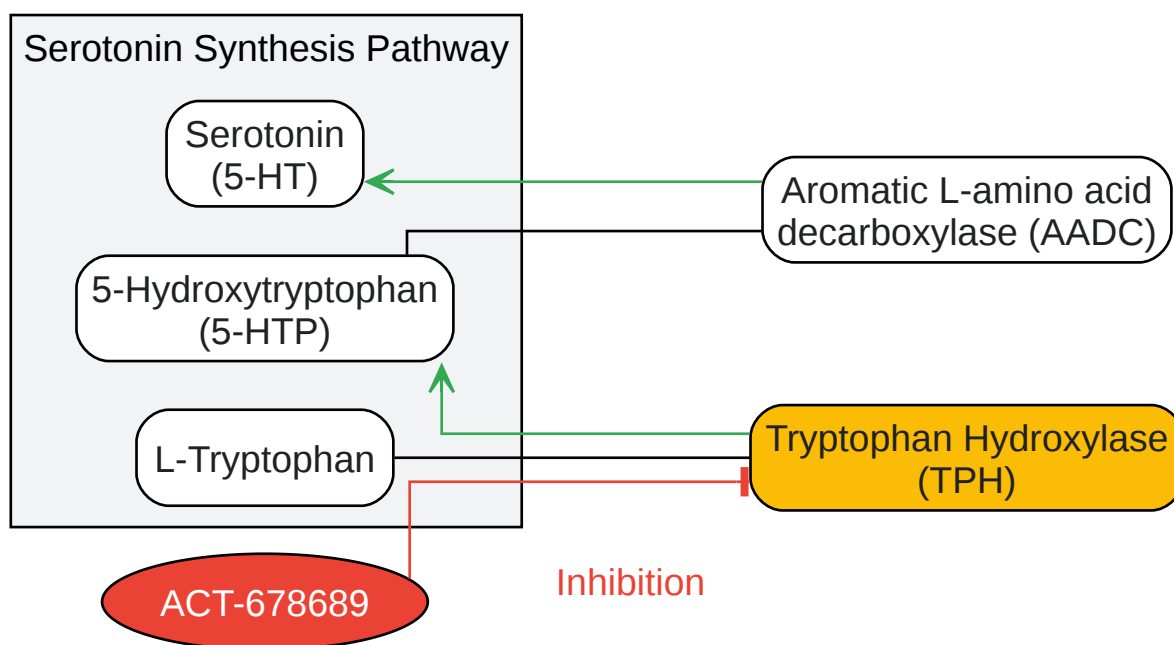 Serotonin Synthesis Pathway
Serotonin
(5-HT)
Aromatic L-amino acid
decarboxylase (AADC)
5-Hydroxytryptophan
(5-HTP)
L-Tryptophan
Tryptophan Hydroxylase
(TPH)
Inhibition
ACT-678689